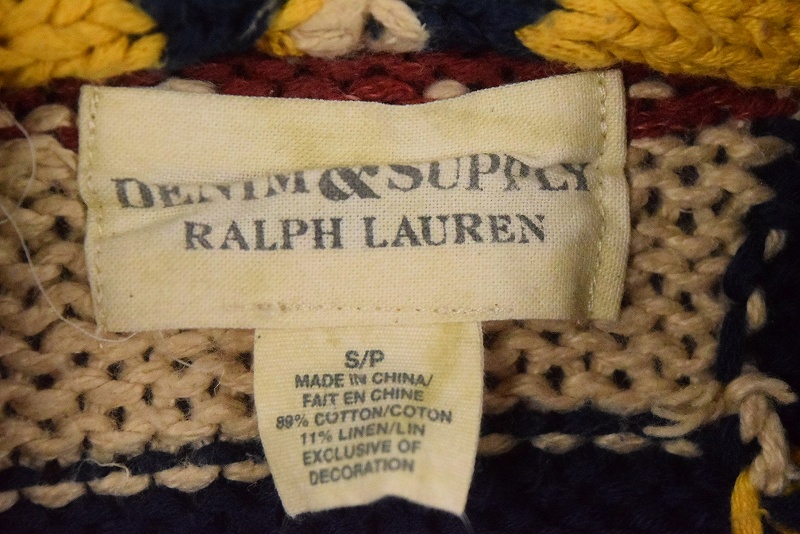 DENIM & SUPPLY
RALPH LAUREN
S/P
MADE IN CHINA/
FAIT EN CHINE
89% COTTON/COTON
11% LINEN/LIN
EXCLUSIVE OF
DECORATION